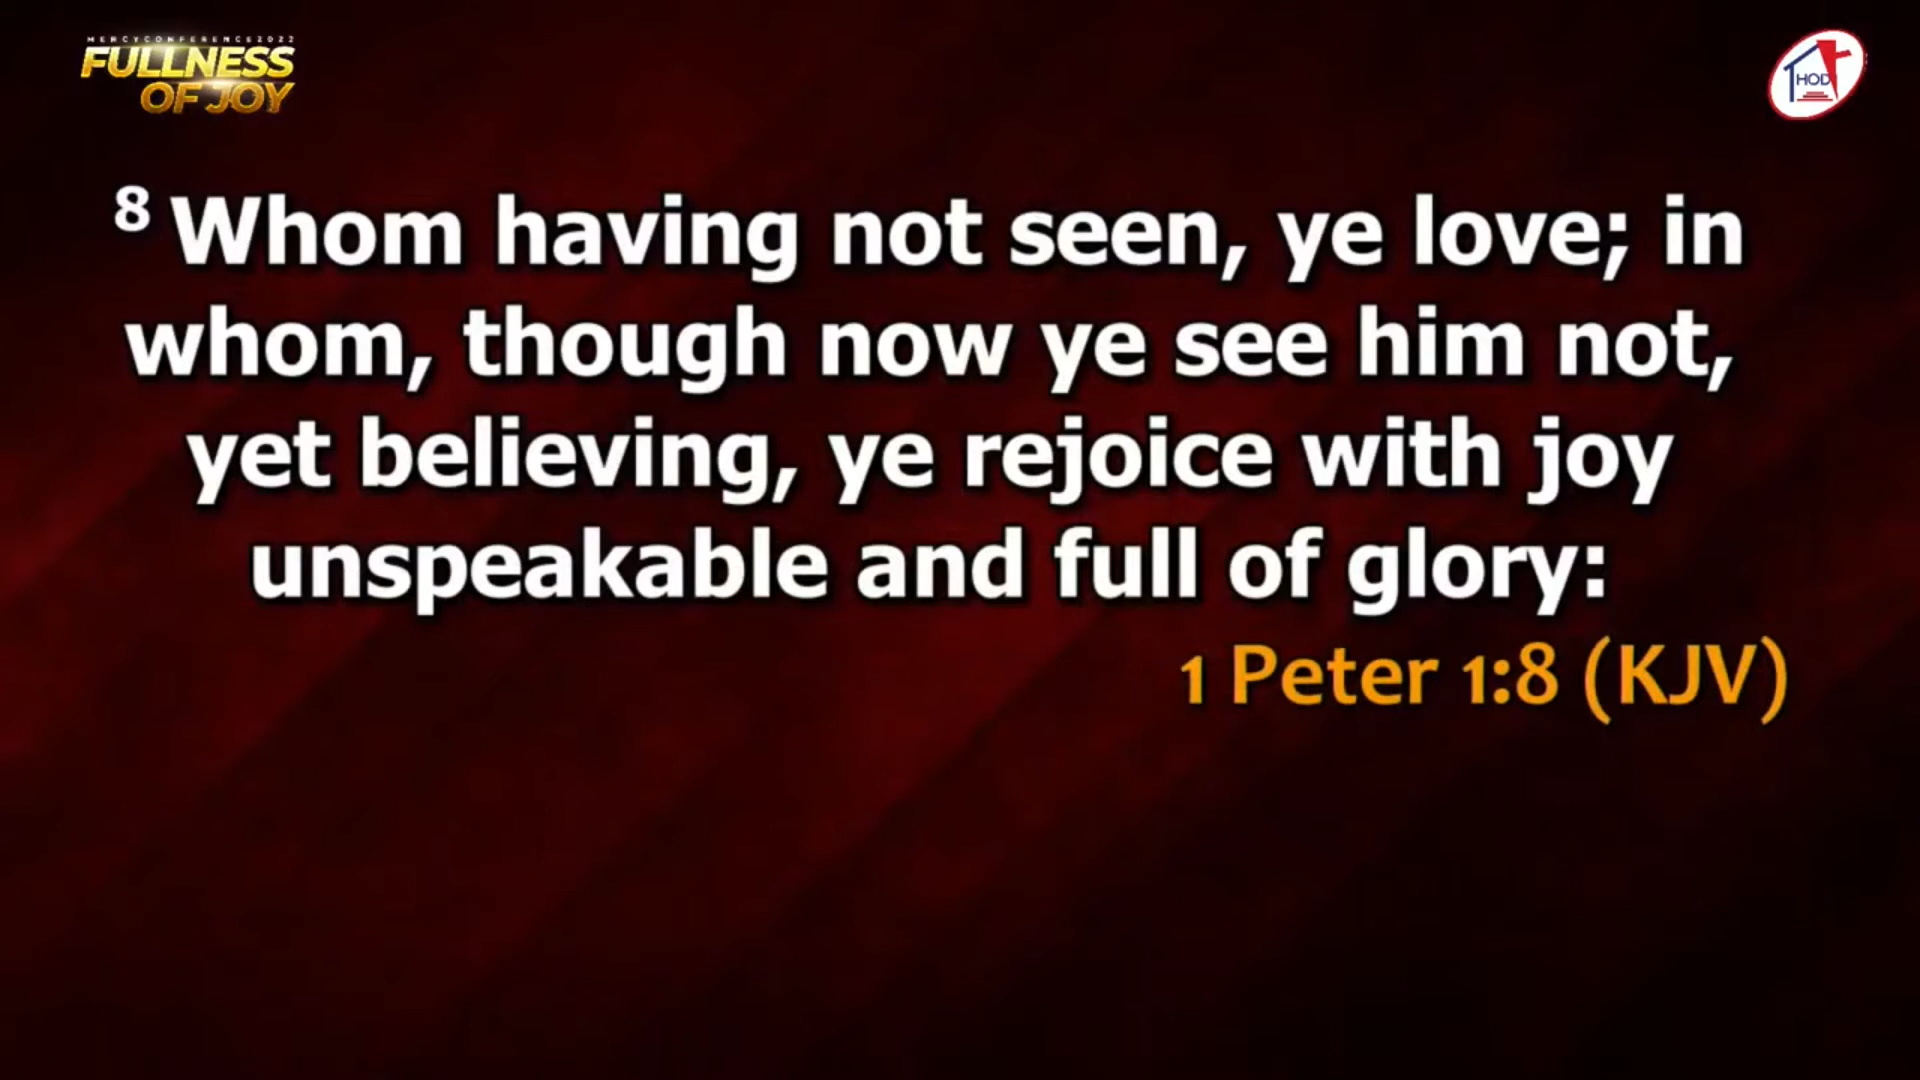 MERCYCONFERENCE2022
FULLNESS
OF JOY
HOD
8 Whom having not seen, ye love; in
whom, though now ye see him not,
yet believing, ye rejoice with joy
unspeakable and full of glory:
1 Peter 1:8 (KJV)